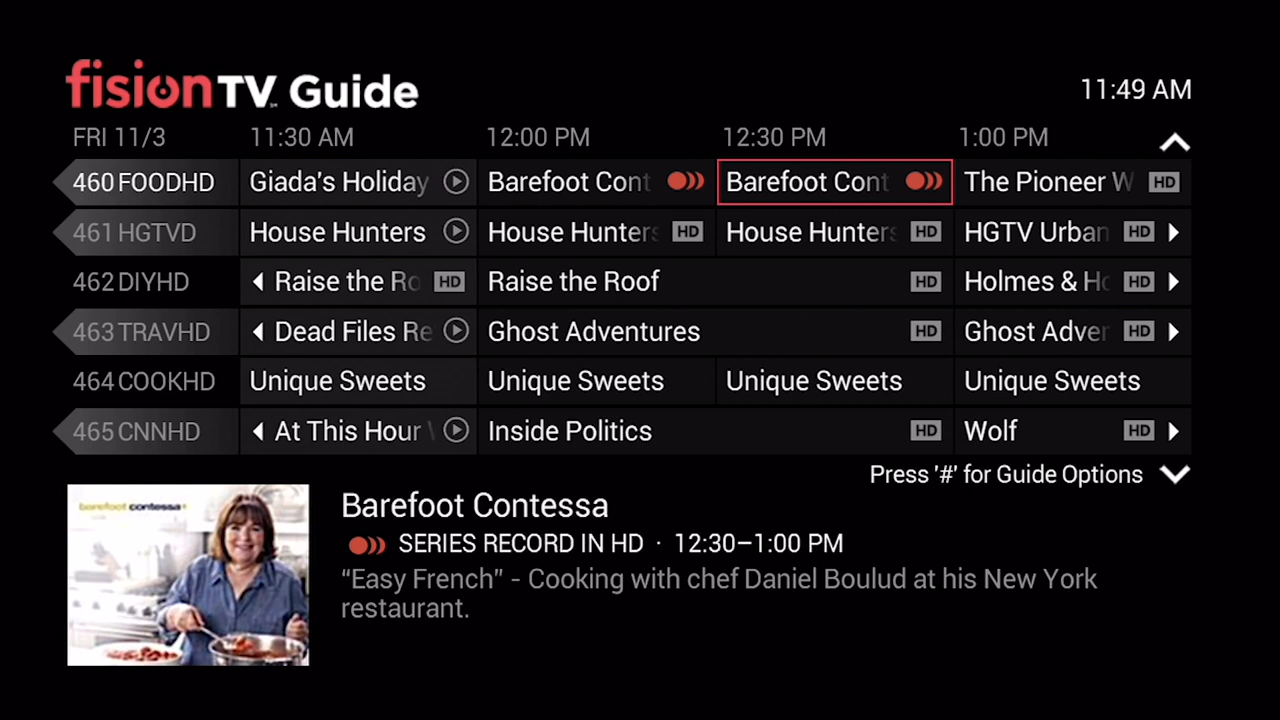 fision TV Guide 11:49 AM
FRI 11/3 11:30 AM 12:00 PM 12:30 PM 1:00 PM
460 FOODHD Giada's Holiday Barefoot Cont Barefoot Cont The Pioneer W HD
461 HGTVD House Hunters House Hunters HD House Hunters HD HGTV Urban HD
462 DIYHD Raise the Ro HD Raise the Roof HD Holmes & Ho HD
463 TRAVHD Dead Files Re Ghost Adventures HD Ghost Adver HD
464 COOKHD Unique Sweets Unique Sweets Unique Sweets Unique Sweets
465 CNNHD At This Hour Inside Politics HD Wolf HD
Press '#' for Guide Options
barefoot contessa
Barefoot Contessa
SERIES RECORD IN HD · 12:30–1:00 PM
“Easy French” - Cooking with chef Daniel Boulud at his New York
restaurant.